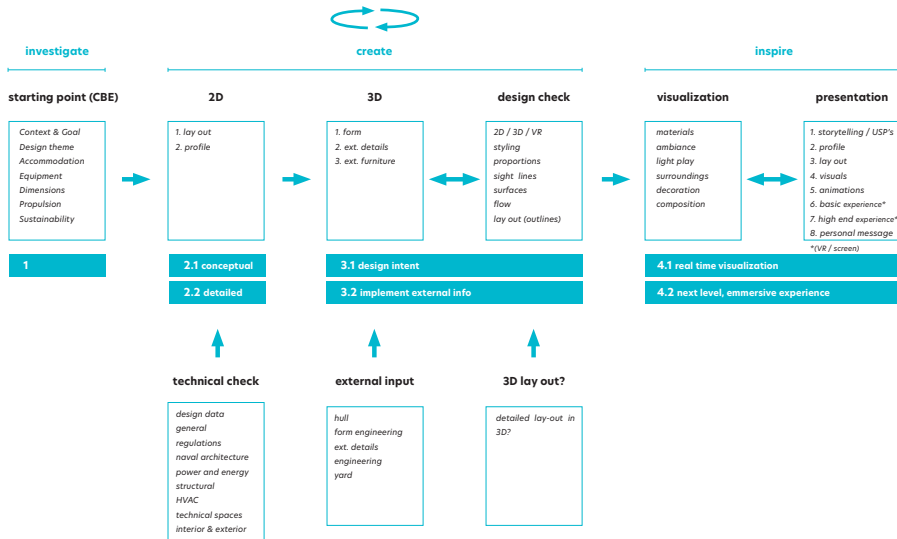 investigate
create
inspire
starting point (CBE)
2D
3D
design check
visualization
presentation
Context & Goal
Design theme
Accommodation
Equipment
Dimensions
Propulsion
Sustainability
1. lay out
2. profile
1. form
2. ext. details
3. ext. furniture
2D / 3D / VR
styling
proportions
sight lines
surfaces
flow
lay out (outlines)
materials
ambiance
light play
surroundings
decoration
composition
1. storytelling / USP's
2. profile
3. lay out
4. visuals
5. animations
6. basic experience*
7. high end experience*
8. personal message
*(VR / screen)
1
2.1 conceptual
2.2 detailed
3.1 design intent
3.2 implement external info
4.1 real time visualization
4.2 next level, emmersive experience
technical check
external input
3D lay out?
design data
general
regulations
naval architecture
power and energy
structural
HVAC
technical spaces
interior & exterior
hull
form engineering
ext. details
engineering
yard
detailed lay-out in
3D?